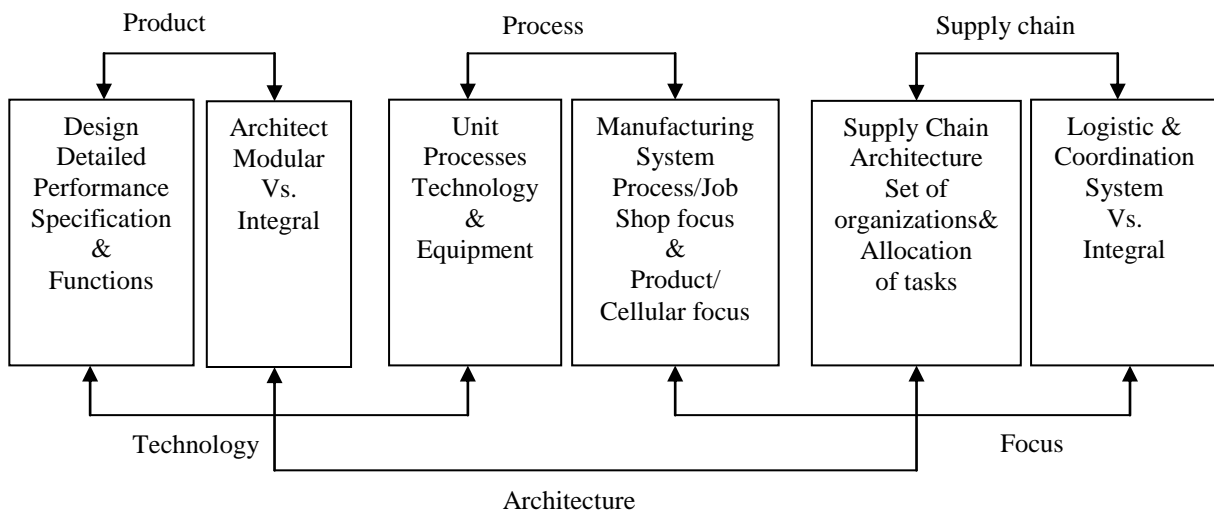 Product
Process
Supply chain
Design
Detailed
Performance
Specification
&
Functions
Architect
Modular
Vs.
Integral
Unit
Processes
Technology
&
Equipment
Manufacturing
System
Process/Job
Shop focus
&
Product/
Cellular focus
Supply Chain
Architecture
Set of
organizations&
Allocation
of tasks
Logistic &
Coordination
System
Vs.
Integral
Technology
Focus
Architecture